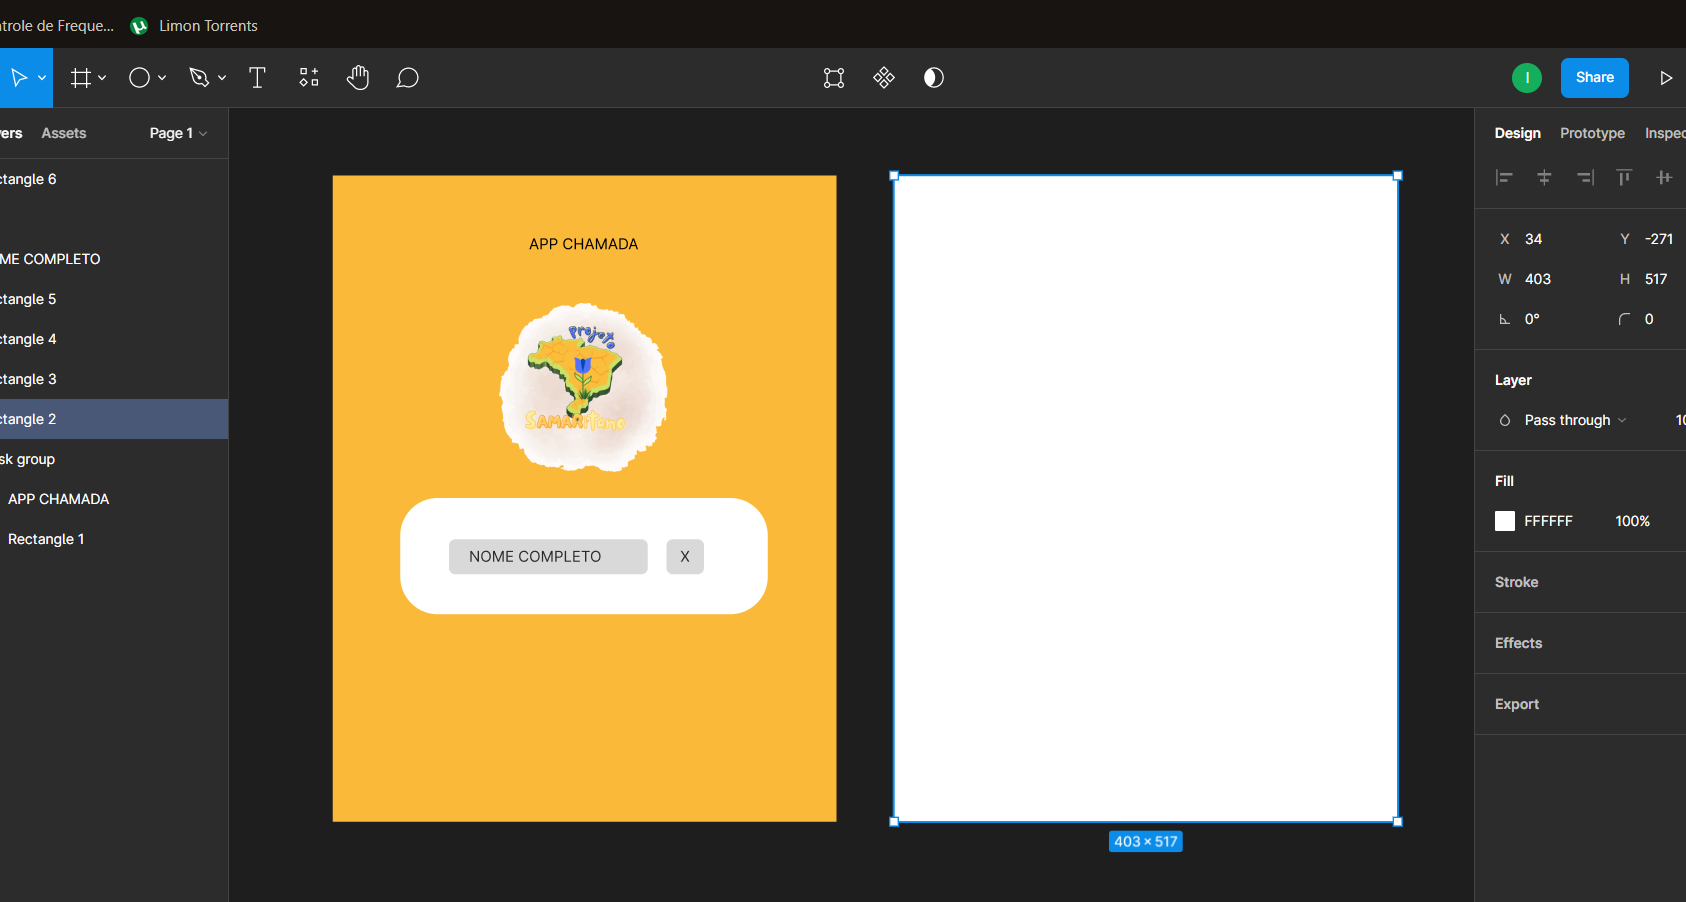 ntrole de Freque...
Limon Torrents
Share
I
ers
Assets
Page 1
Design
Prototype
Inspec
ctangle 6
ME COMPLETO
ctangle 5
ctangle 4
ctangle 3
ctangle 2
sk group
APP CHAMADA
Rectangle 1
APP CHAMADA
Projeto
SAMARitano
NOME COMPLETO
X
403 × 517
X 34
Y -271
W 403
H 517
0°
0
Layer
Pass through
10
Fill
FFFFFF
100%
Stroke
Effects
Export